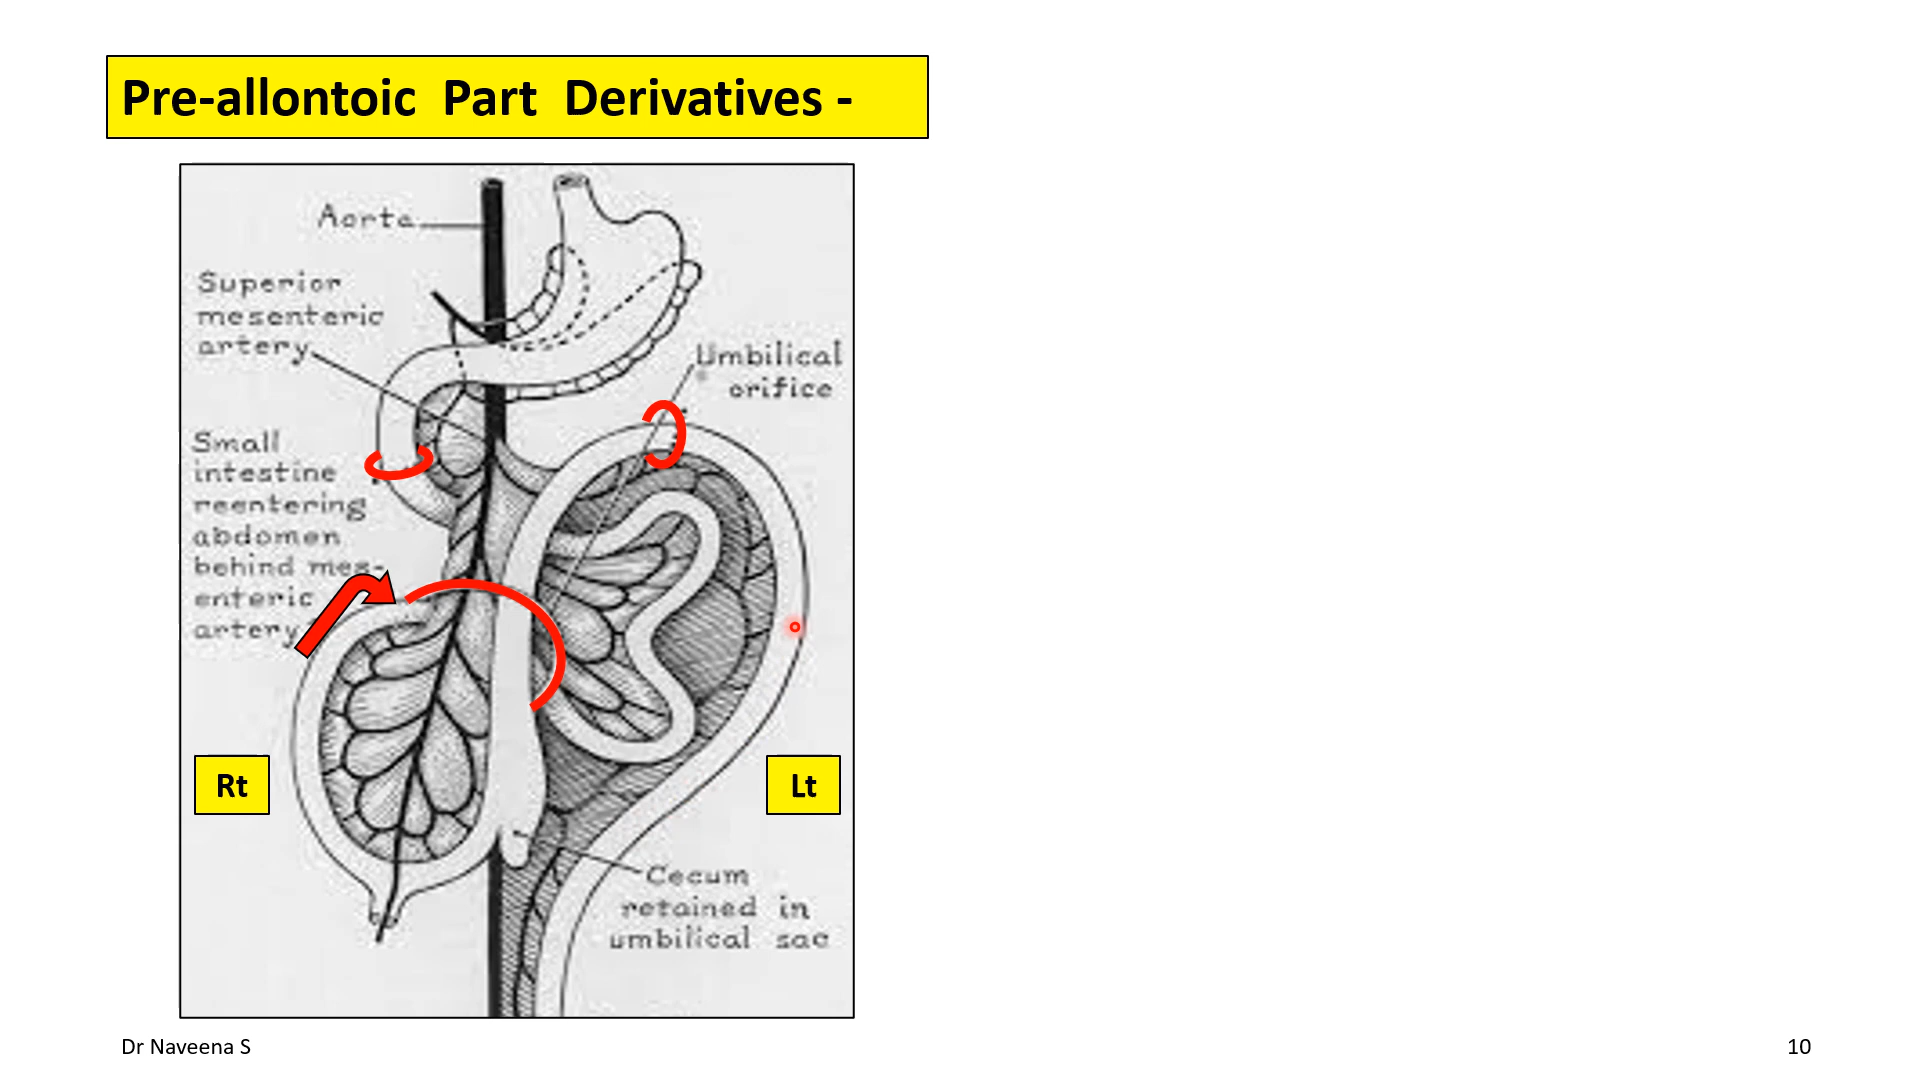 Pre-allontoic Part Derivatives -
Aorta
Superior
mesenteric
artery
Umbilical
orifice
Small
intestine
reentering
abdomen
behind mes-
enteric
artery
Rt
Lt
Cecum
retained in
umbilical sac
Dr Naveena S
10